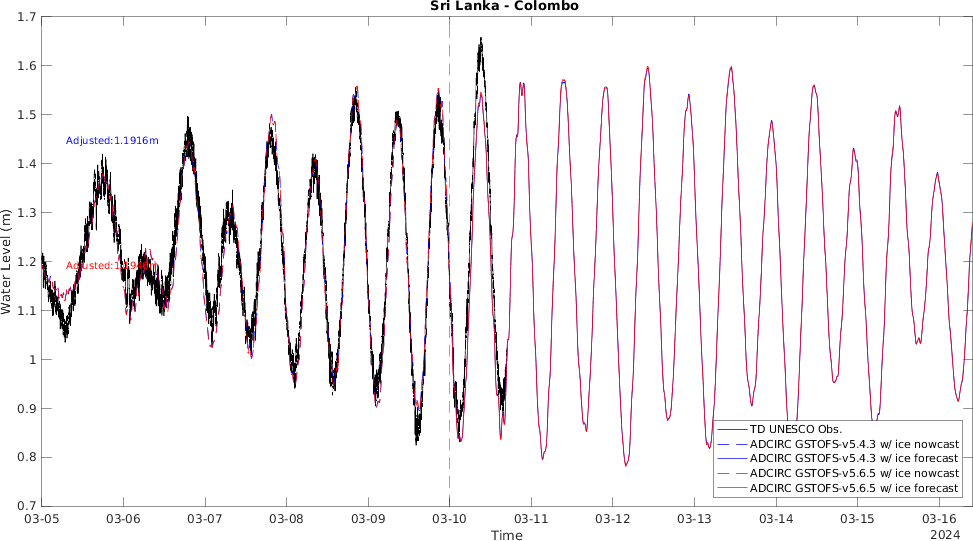 Sri Lanka - Colombo
1.7
1.6
1.5
1.4
1.3
1.2
1.1
1
0.9
0.8
0.7
Water Level (m)
Adjusted:1.1916m
TD UNESCO Obs.
ADCIRC GSTOFS-v5.4.3 w/ ice nowcast
ADCIRC GSTOFS-v5.4.3 w/ ice forecast
ADCIRC GSTOFS-v5.6.5 w/ ice nowcast
ADCIRC GSTOFS-v5.6.5 w/ ice forecast
03-05 03-06 03-07 03-08 03-09 03-10 03-11 03-12 03-13 03-14 03-15 03-16
Time
2024